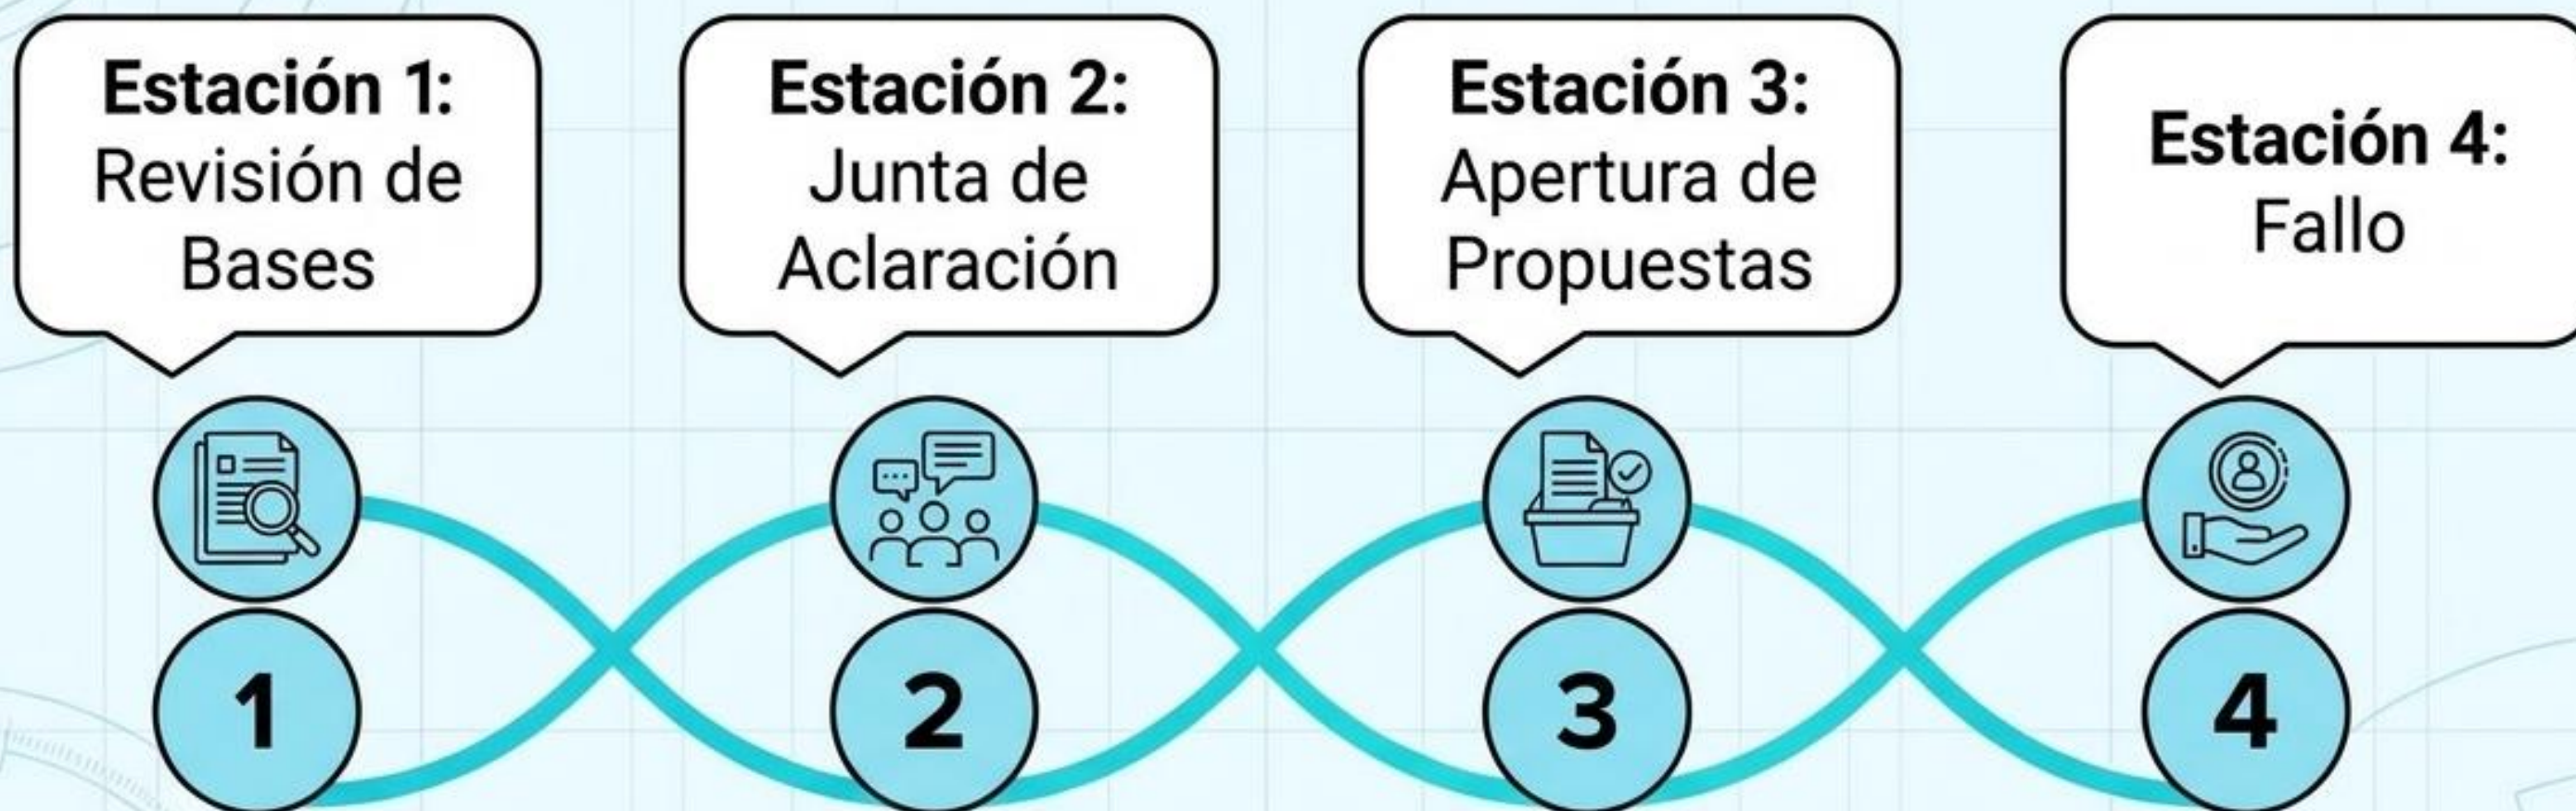 Estación 1:
Revisión de
Bases
Estación 2:
Junta de
Aclaración
Estación 3:
Apertura de
Propuestas
Estación 4:
Fallo
1
2
3
4